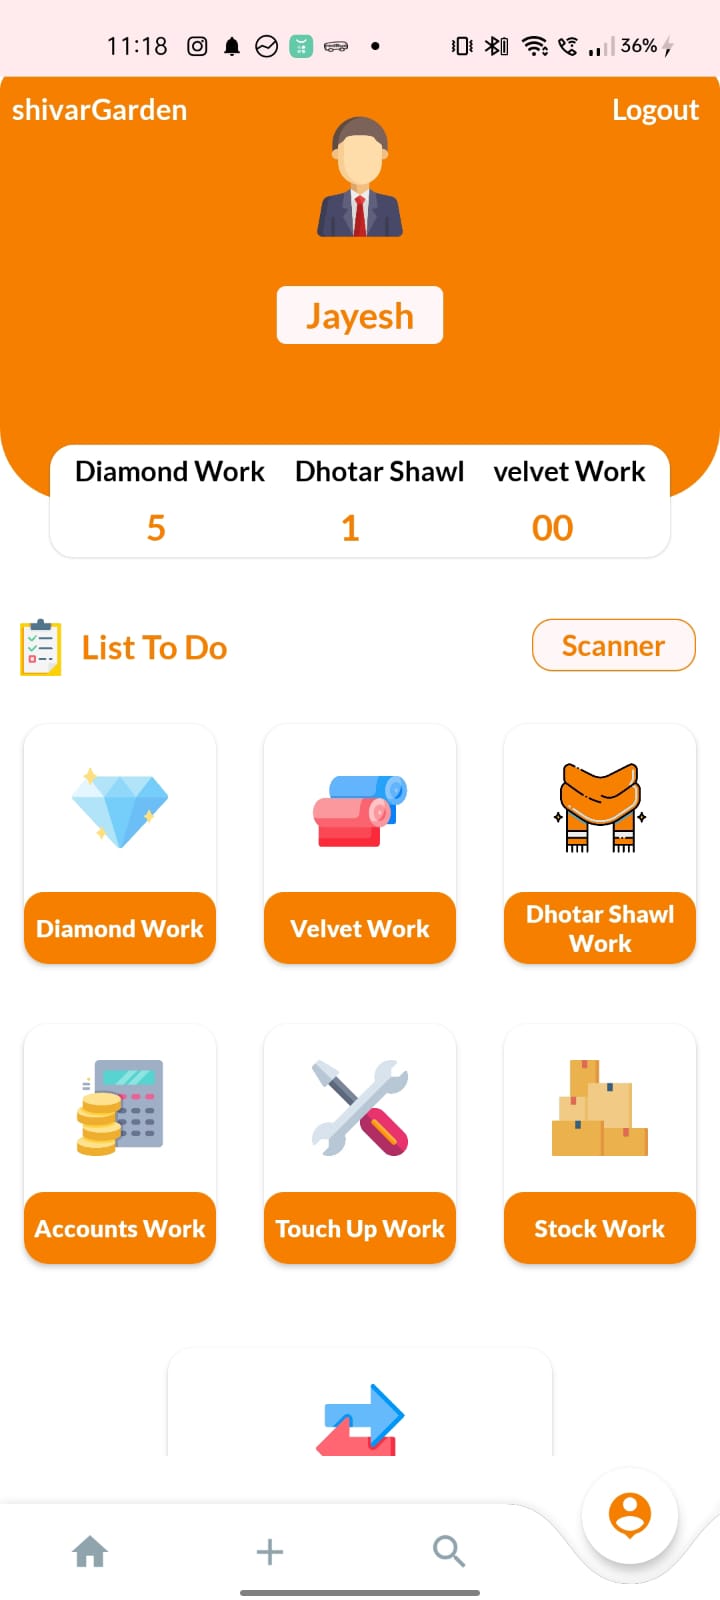 11:18
36%
shivarGarden
Logout
Jayesh
Diamond Work
Dhotar Shawl
velvet Work
5
1
00
List To Do
Scanner
Diamond Work
Velvet Work
Dhotar Shawl
Work
Accounts Work
Touch Up Work
Stock Work